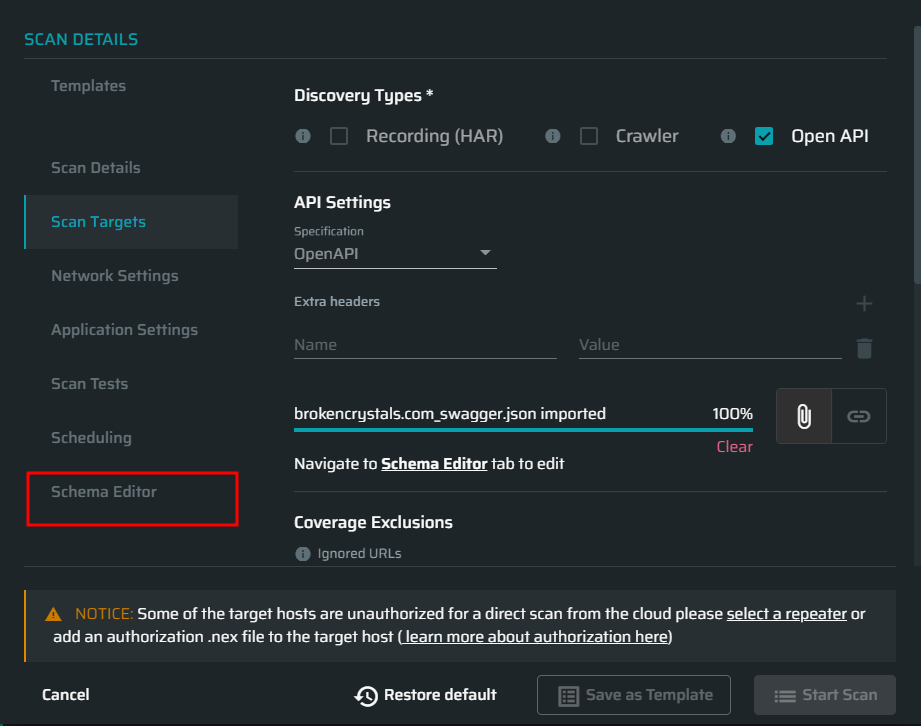 SCAN DETAILS
Templates
Scan Details
Scan Targets
Network Settings
Application Settings
Scan Tests
Scheduling
Schema Editor
Discovery Types *
Recording (HAR)
Crawler
Open API
API Settings
Specification
OpenAPI
Extra headers
Name
Value
brokencrystals.com_swagger.json imported
100%
Clear
Navigate to Schema Editor tab to edit
Coverage Exclusions
Ignored URLs
NOTICE: Some of the target hosts are unauthorized for a direct scan from the cloud please select a repeater or
add an authorization .nex file to the target host ( learn more about authorization here)
Cancel
Restore default
Save as Template
Start Scan